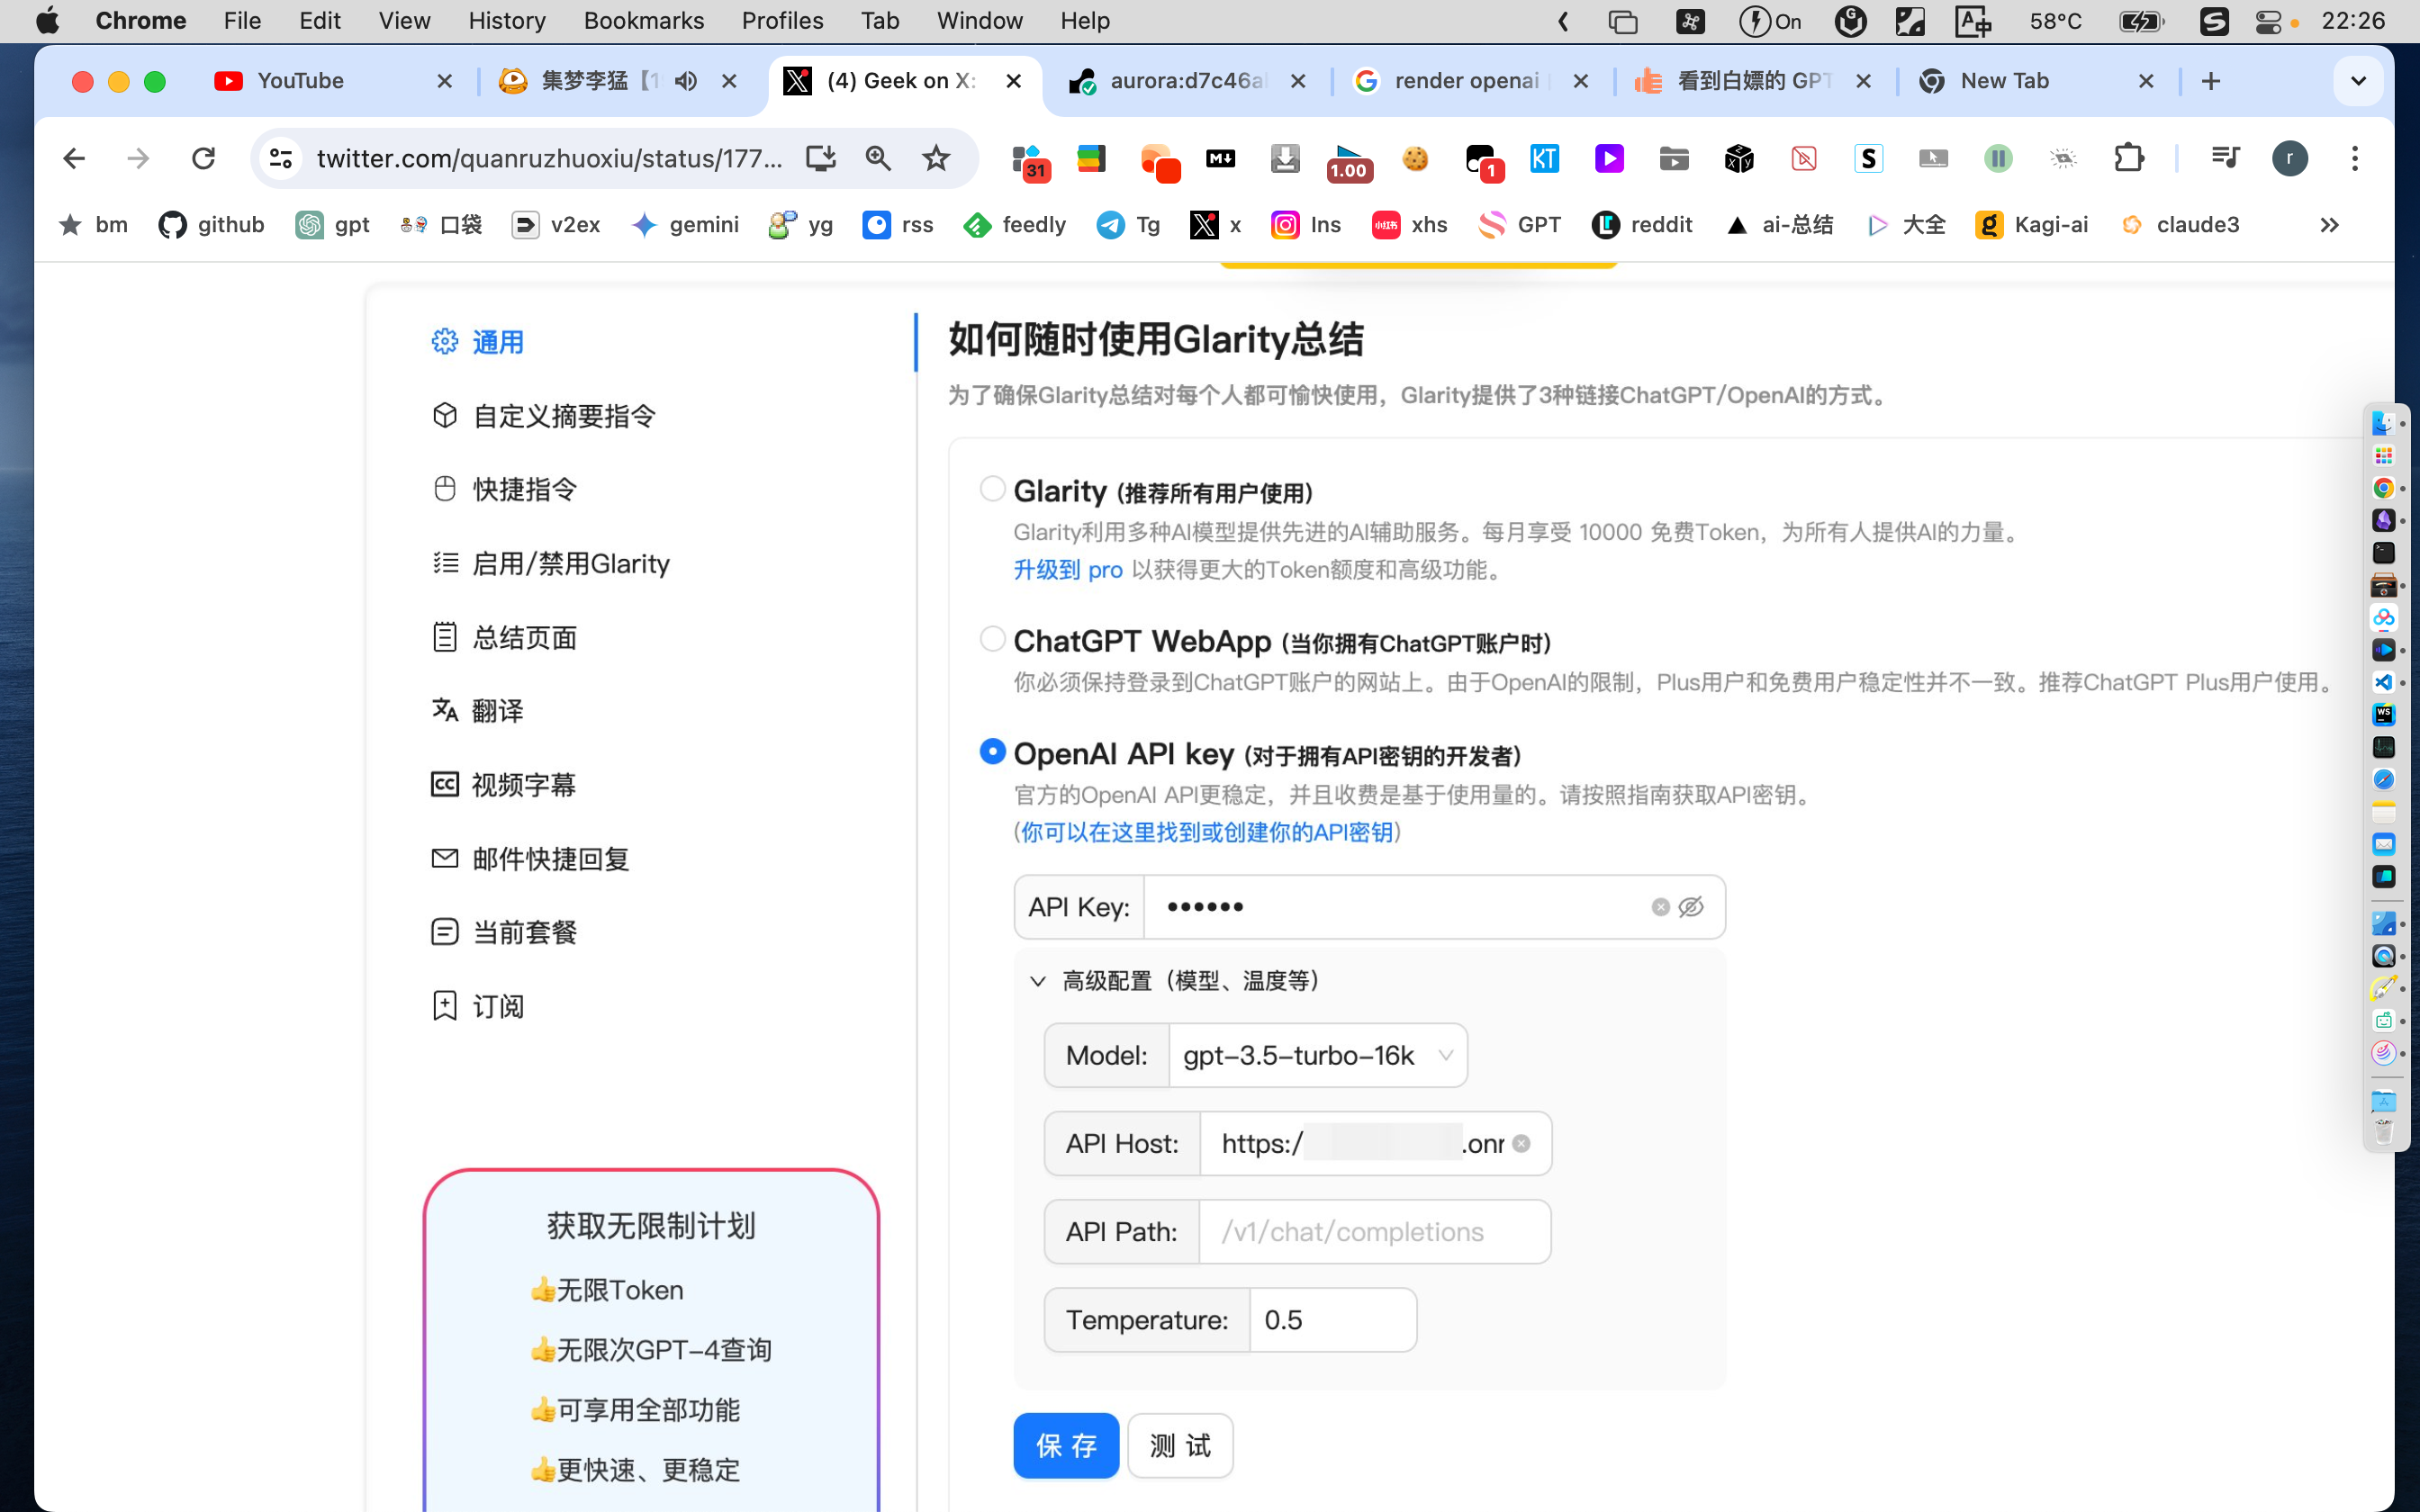 Chrome File Edit View History Bookmarks Profiles Tab Window Help On 58°C 22:26
YouTube 集梦李猛【1 (4) Geek on X: aurora:d7c46a render openai 看到白嫖的 GPT New Tab
twitter.com/quanruzhuoxiu/status/177... 31 1.00 1 KT S r
bm github gpt 口袋 v2ex gemini yg rss feedly Tg x Ins xhs GPT reddit ai-总结 大全 Kagi-ai claude3
通用
自定义摘要指令
快捷指令
启用/禁用Glarity
总结页面
翻译
视频字幕
邮件快捷回复
当前套餐
订阅
获取无限制计划
👍无限Token
👍无限次GPT-4查询
👍可享用全部功能
👍更快速、更稳定
如何随时使用Glarity总结
为了确保Glarity总结对每个人都可愉快使用，Glarity提供了3种链接ChatGPT/OpenAI的方式。
Glarity (推荐所有用户使用)
Glarity利用多种AI模型提供先进的AI辅助服务。每月享受 10000 免费Token，为所有人提供AI的力量。
升级到 pro 以获得更大的Token额度和高级功能。
ChatGPT WebApp (当你拥有ChatGPT账户时)
你必须保持登录到ChatGPT账户的网站上。由于OpenAI的限制，Plus用户和免费用户稳定性并不一致。推荐ChatGPT Plus用户使用。
OpenAI API key (对于拥有API密钥的开发者)
官方的OpenAI API更稳定，并且收费是基于使用量的。请按照指南获取API密钥。
(你可以在这里找到或创建你的API密钥)
API Key: ••••••
高级配置（模型、温度等）
Model: gpt-3.5-turbo-16k
API Host: https:/ .onr
API Path: /v1/chat/completions
Temperature: 0.5
保 存 测 试